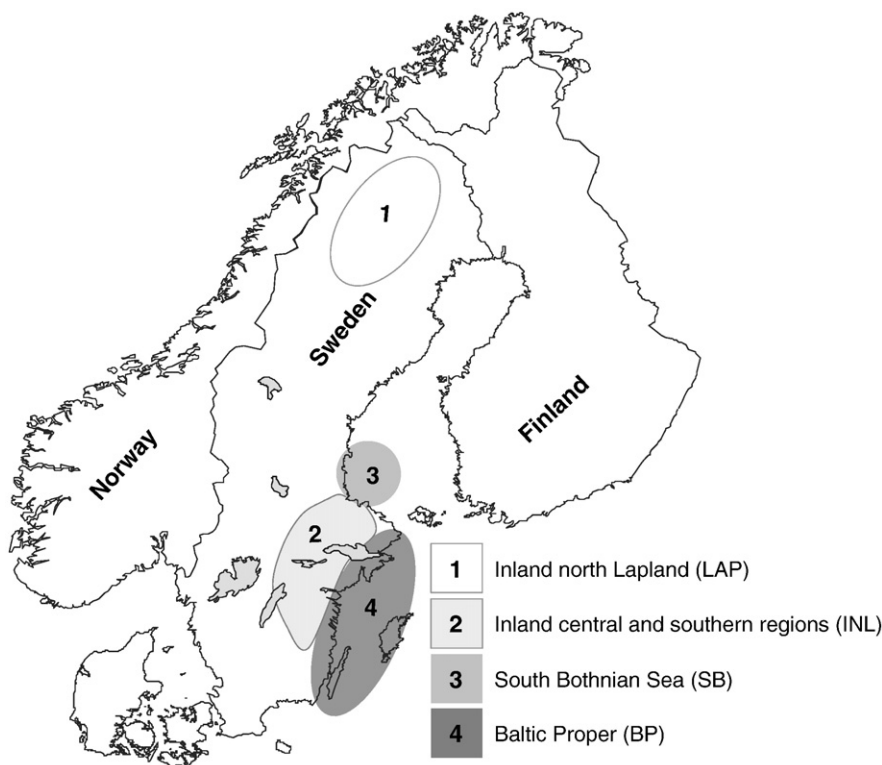 1
Sweden
Finland
Norway
3
2
4
1 Inland north Lapland (LAP)
2 Inland central and southern regions (INL)
3 South Bothnian Sea (SB)
4 Baltic Proper (BP)